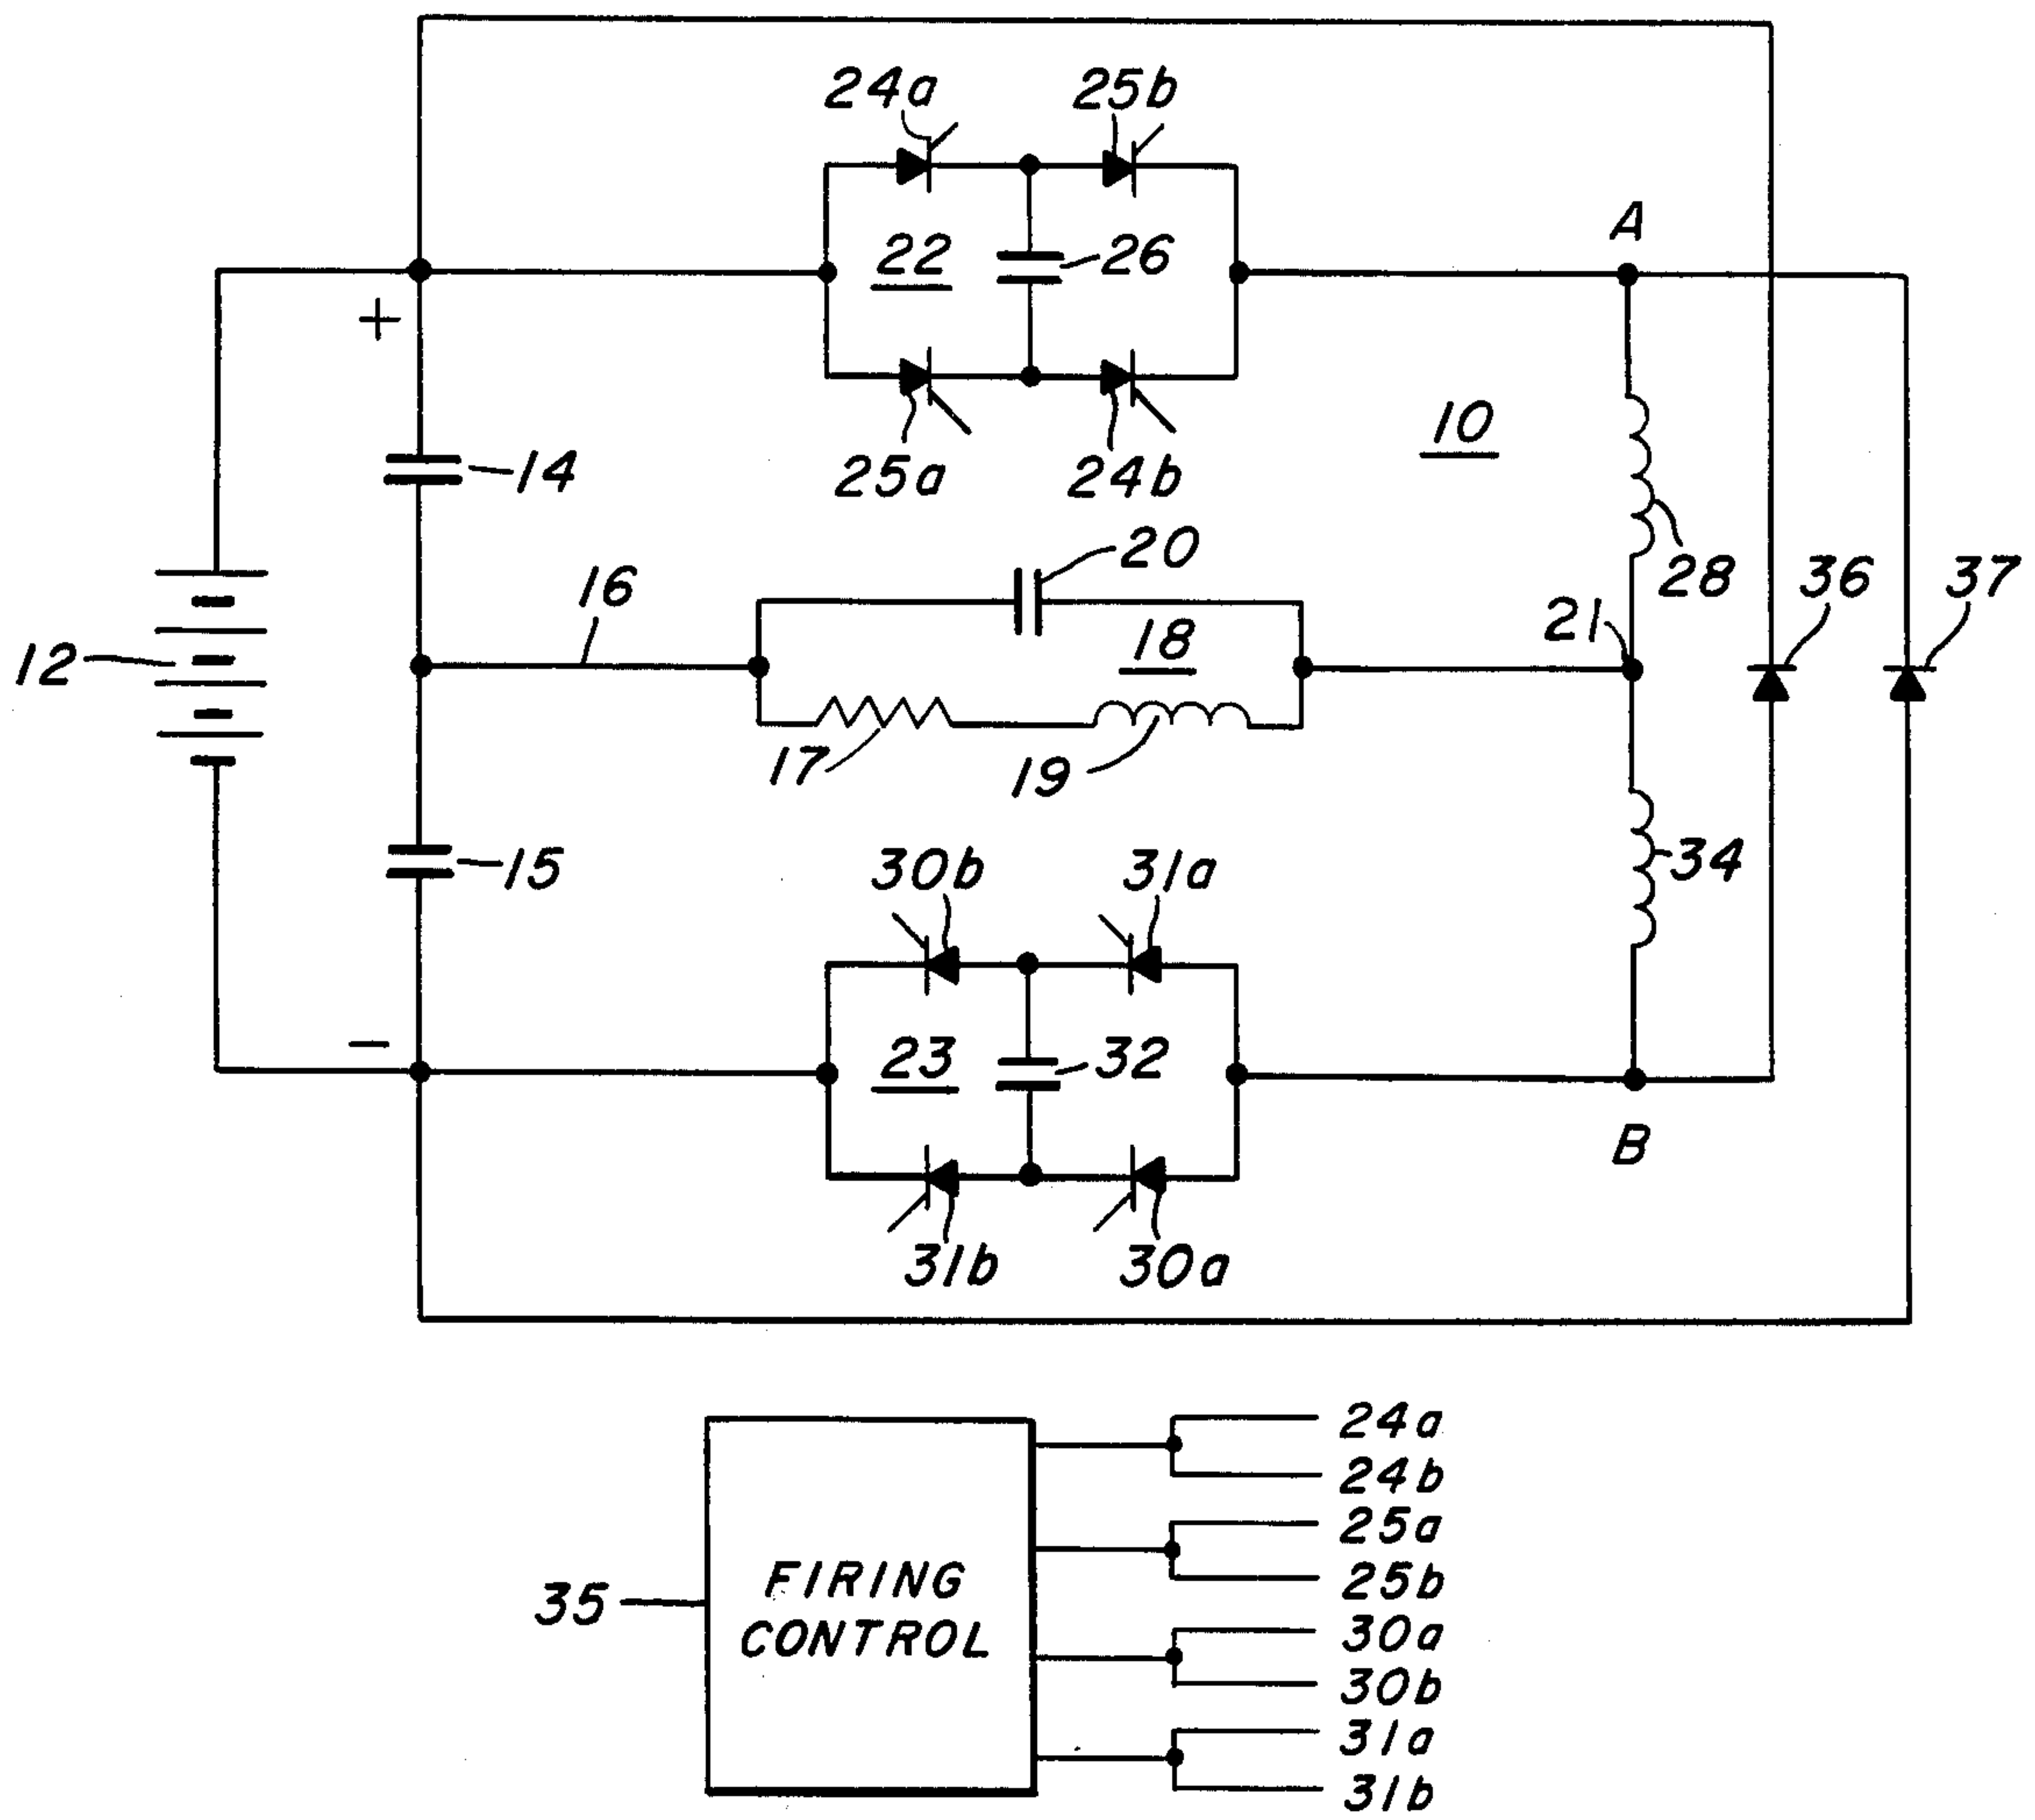 24a 25b
A
22 26
+
10
14 25a 24b
20
16 28 36 37
21
18
12
17 19
15 30b 31a 34
−
23 32
B
31b 30a
24a
24b
25a
35 FIRING 25b
CONTROL 30a
30b
31a
31b